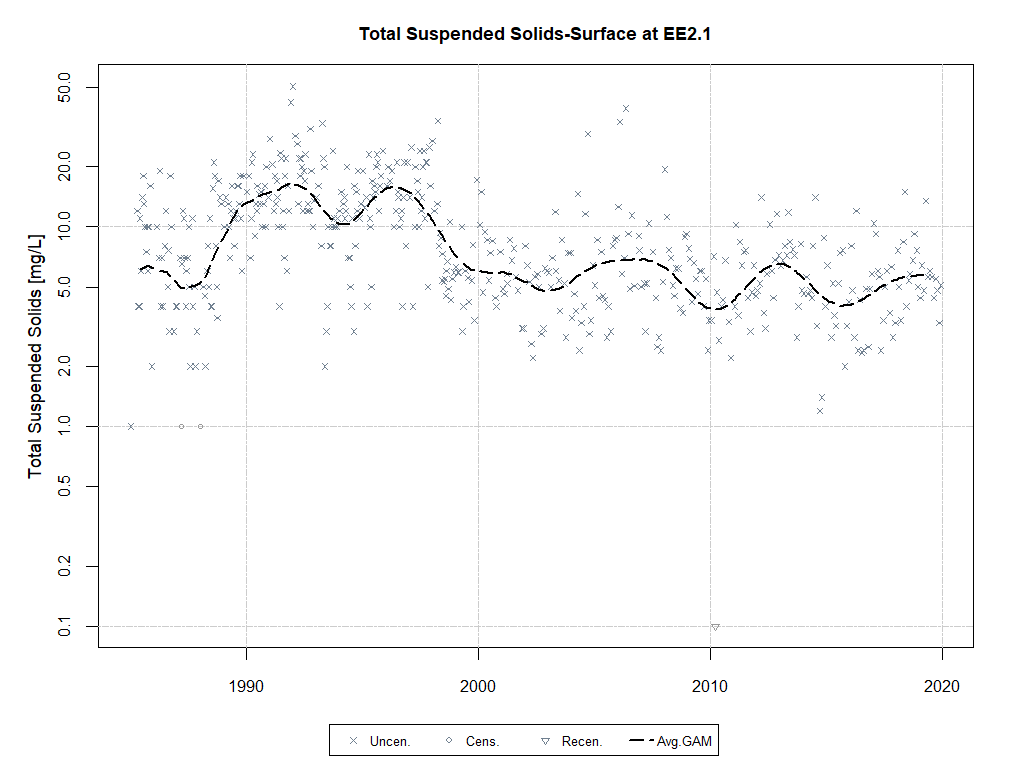 Total Suspended Solids-Surface at EE2.1
Total Suspended Solids [mg/L]
50.0
20.0
10.0
5.0
2.0
1.0
0.5
0.2
0.1
1990 2000 2010 2020
Uncen. Cens. Recen. Avg.GAM